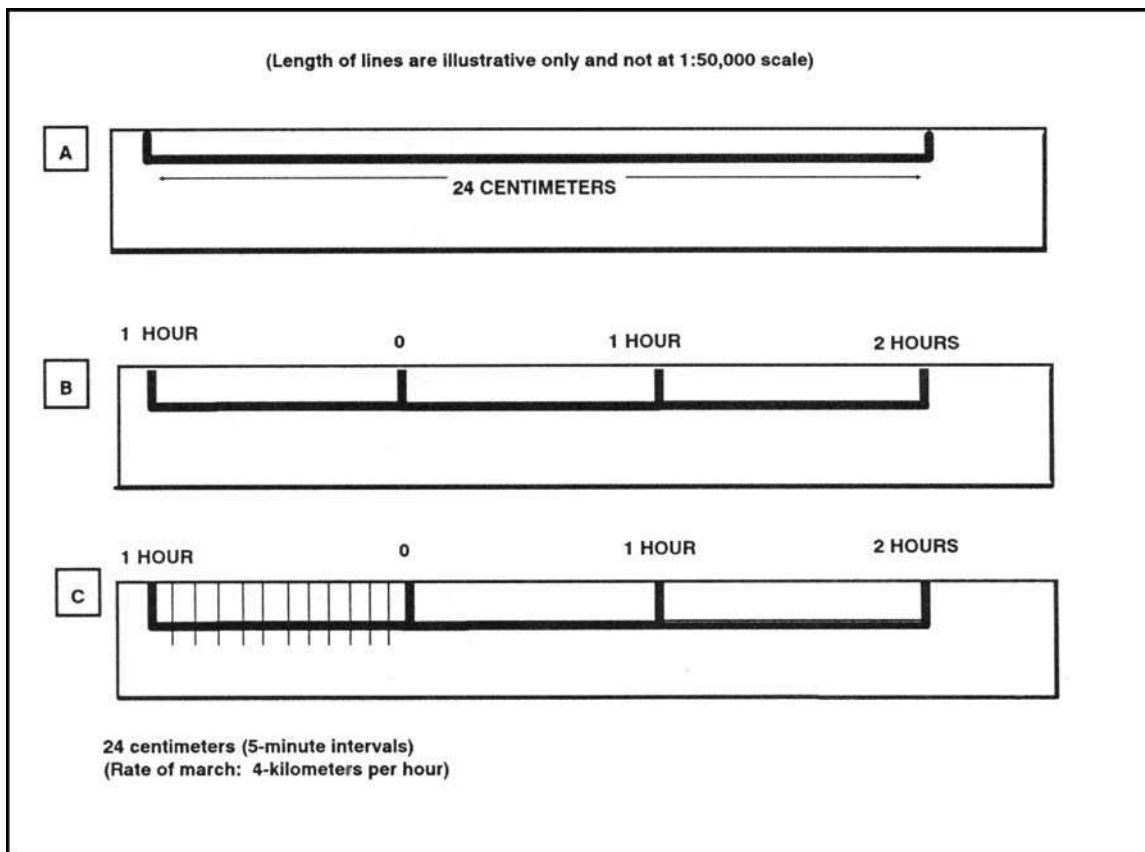 (Length of lines are illustrative only and not at 1:50,000 scale)
A
24 CENTIMETERS
1 HOUR 0 1 HOUR 2 HOURS
B
1 HOUR 0 1 HOUR 2 HOURS
C
24 centimeters (5-minute intervals)
(Rate of march: 4-kilometers per hour)